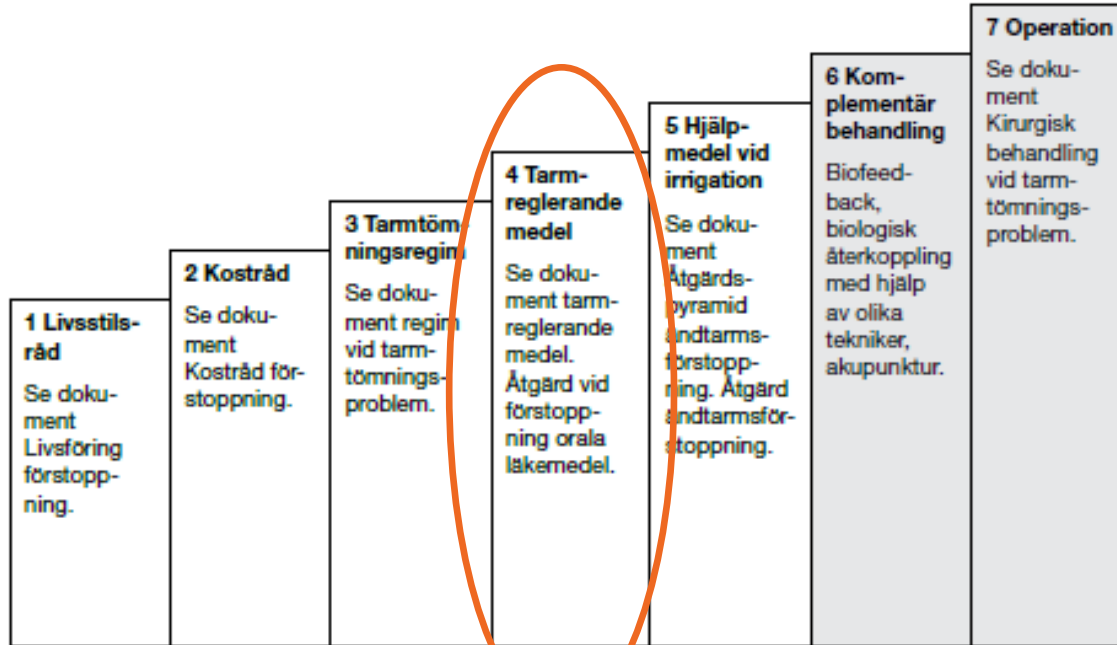 1 Livsstils-
råd
Se doku-
ment
Livsföring
förstopp-
ning.
2 Kostråd
Se doku-
ment
Kostråd för-
stoppning.
3 Tarmtöm-
ningsregim
Se doku-
ment regim
vid tarm-
tömnings-
problem.
4 Tarm-
reglerande
medel
Se doku-
ment tarm-
reglerande
medel.
Åtgärd vid
förstopp-
ning orala
läkemedel.
5 Hjälp-
medel vid
irrigation
Se doku-
ment
Åtgärds-
pyramid
ändtarms-
förstopp-
ning. Åtgärd
ändtarmsför-
stoppning.
6 Kom-
plementär
behandling
Biofeed-
back,
biologisk
återkoppling
med hjälp
av olika
tekniker,
akupunktur.
7 Operation
Se doku-
ment
Kirurgisk
behandling
vid tarm-
tömnings-
problem.